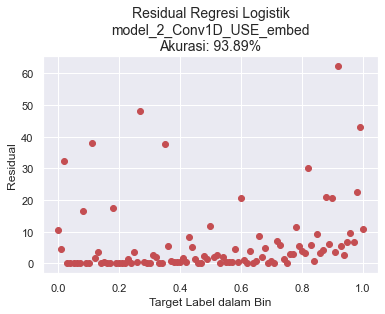 Residual Regresi Logistik
model_2_Conv1D_USE_embed
Akurasi: 93.89%
60
50
40
30
20
10
0
Residual
0.0 0.2 0.4 0.6 0.8 1.0
Target Label dalam Bin